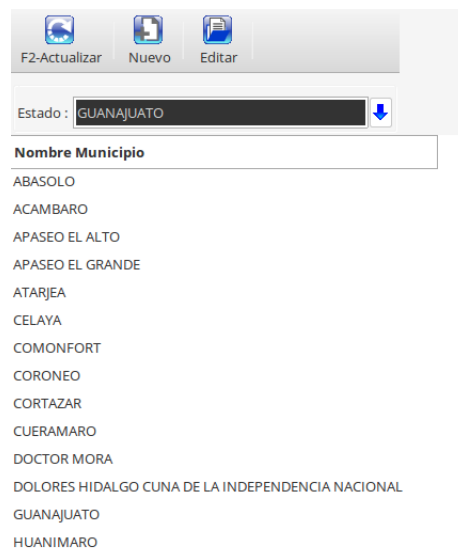 F2-Actualizar Nuevo Editar
Estado : GUANAJUATO
Nombre Municipio
ABASOLO
ACAMBARO
APASEO EL ALTO
APASEO EL GRANDE
ATARJEA
CELAYA
COMONFORT
CORONEO
CORTAZAR
CUERAMARO
DOCTOR MORA
DOLORES HIDALGO CUNA DE LA INDEPENDENCIA NACIONAL
GUANAJUATO
HUANIMARO